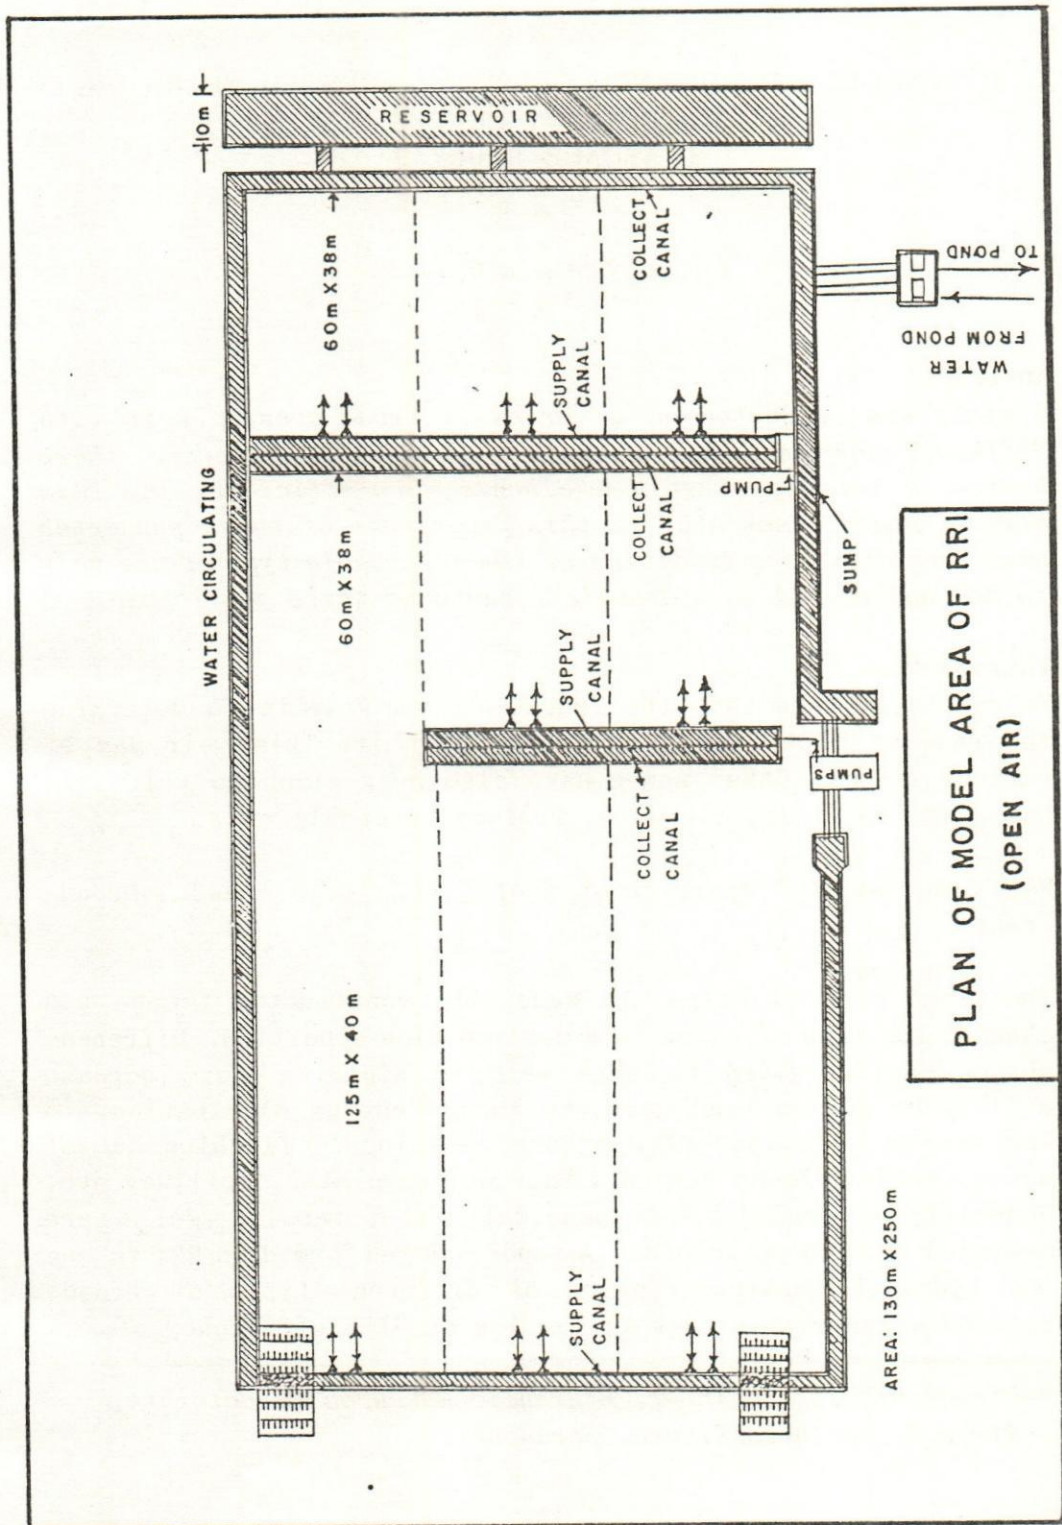 10m
RESERVOIR
60m X 38m
COLLECT
CANAL
TO POND
FROM POND
WATER
SUPPLY
CANAL
WATER CIRCULATING
60m X 38m
COLLECT
CANAL
PUMP
SUMP
SUPPLY
CANAL
PUMPS
COLLECT
CANAL
125m X 40m
SUPPLY
CANAL
AREA: 130m X 250m
PLAN OF MODEL AREA OF RRI
(OPEN AIR)